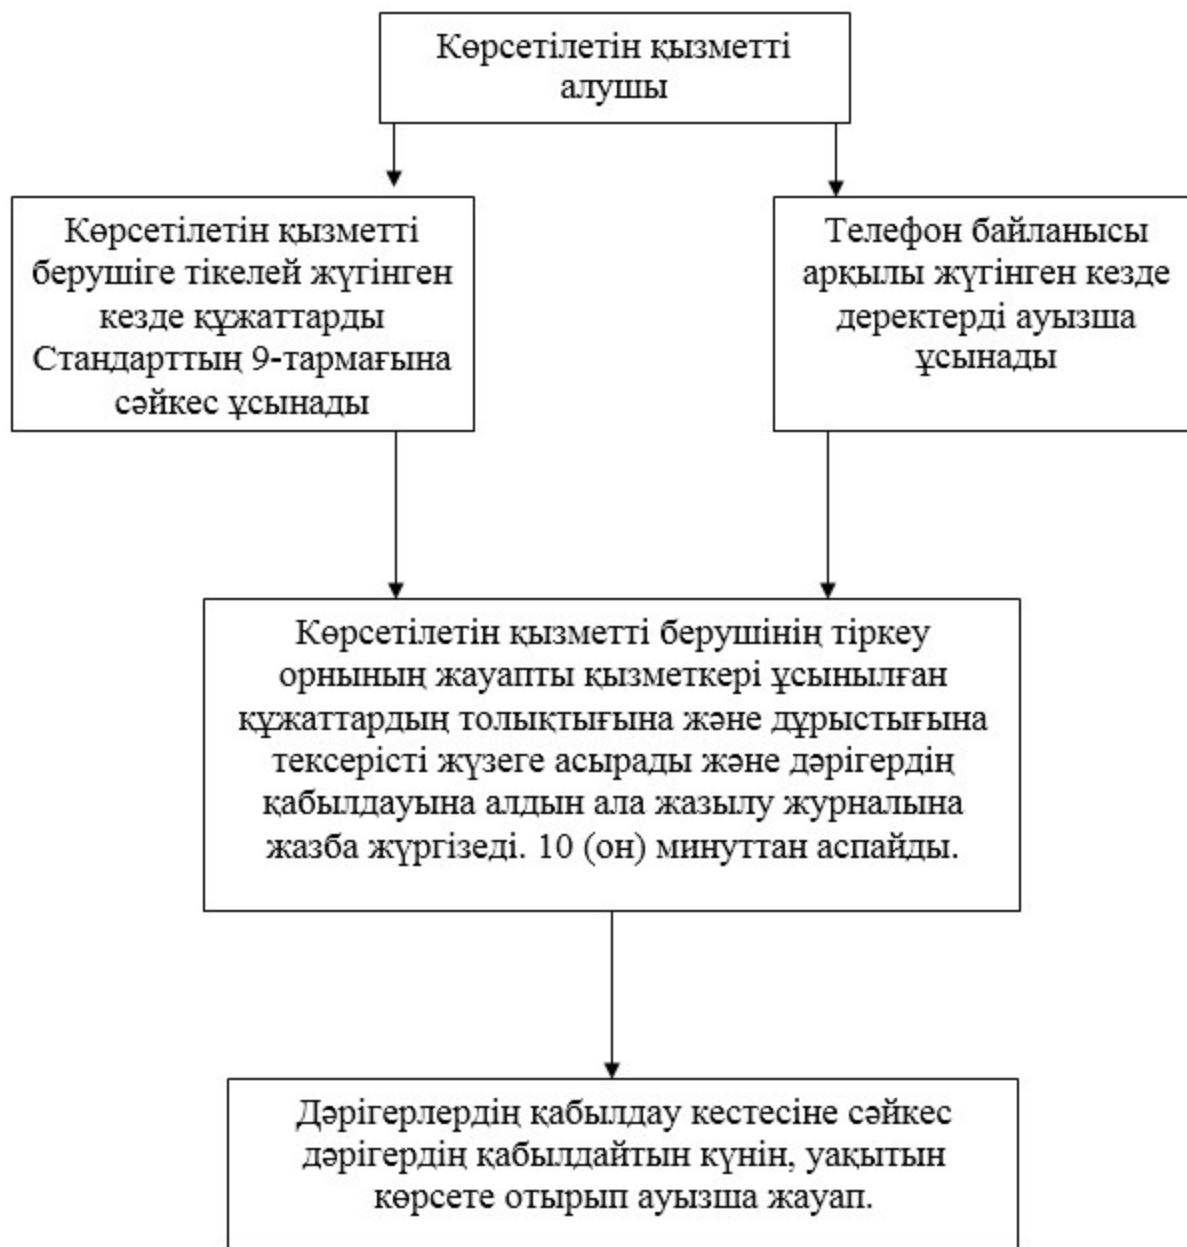 Көрсетілетін қызметті
алушы
Көрсетілетін қызметті
берушіге тікелей жүгінген
кезде құжаттарды
Стандарттың 9-тармағына
сәйкес ұсынады
Телефон байланысы
арқылы жүгінген кезде
деректерді ауызша
ұсынады
Көрсетілетін қызметті берушінің тіркеу
орнының жауапты қызметкері ұсынылған
құжаттардың толықтығына және дұрыстығына
тексерісті жүзеге асырады және дәрігердің
қабылдауына алдын ала жазылу журналына
жазба жүргізеді. 10 (он) минуттан аспайды.
Дәрігерлердің қабылдау кестесіне сәйкес
дәрігердің қабылдайтын күнін, уақытын
көрсете отырып ауызша жауап.